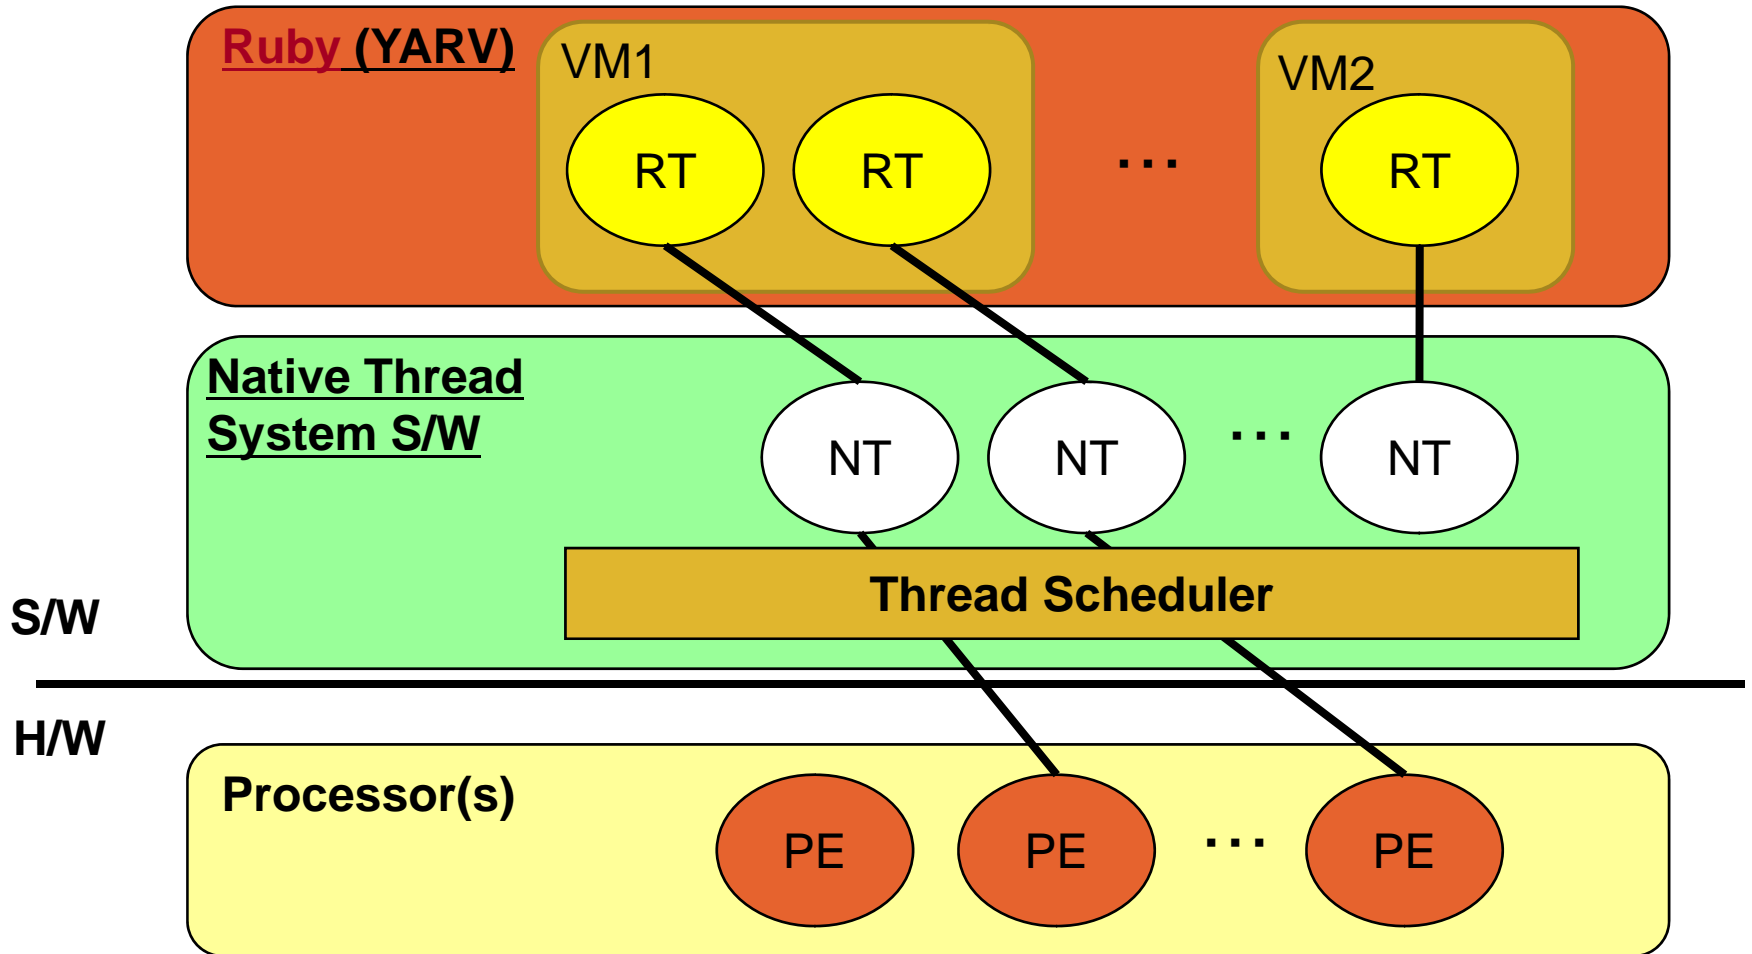 Ruby (YARV)
VM1
VM2
RT
RT
...
RT
Native Thread
System S/W
NT
NT
...
NT
Thread Scheduler
S/W
H/W
Processor(s)
PE
PE
...
PE